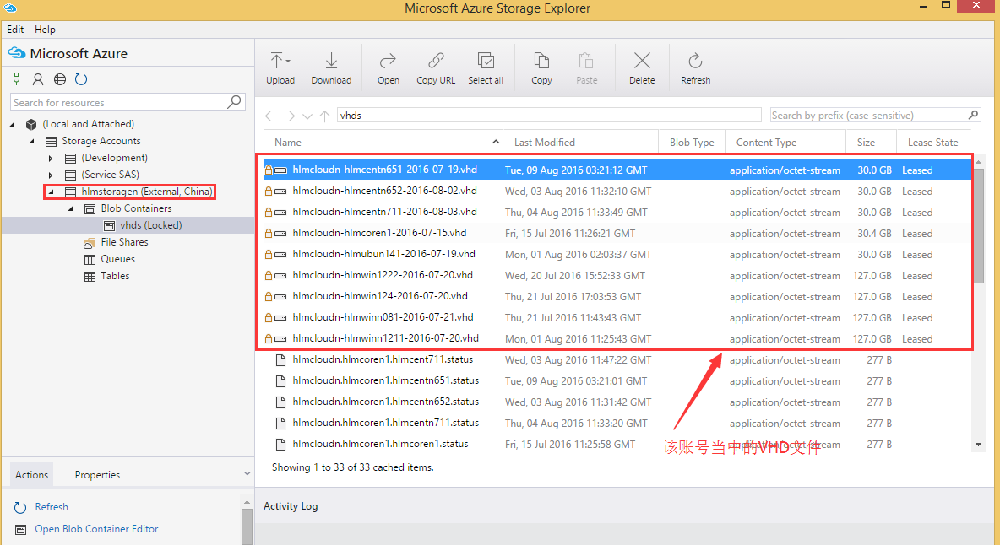 Microsoft Azure Storage Explorer
Edit Help
Microsoft Azure
Search for resources
(Local and Attached)
Storage Accounts
(Development)
(Service SAS)
hlmstoragen (External, China)
Blob Containers
vhds (Locked)
File Shares
Queues
Tables
Actions Properties
Refresh
Open Blob Container Editor
Upload Download Open Copy URL Select all Copy Paste Delete Refresh
vhds Search by prefix (case-sensitive)
Name Last Modified Blob Type Content Type Size Lease State
hlmcloudn-hlmcentn651-2016-07-19.vhd Tue, 09 Aug 2016 03:21:12 GMT application/octet-stream 30.0 GB Leased
hlmcloudn-hlmcentn652-2016-08-02.vhd Wed, 03 Aug 2016 11:32:10 GMT application/octet-stream 30.0 GB Leased
hlmcloudn-hlmcentn711-2016-08-03.vhd Thu, 04 Aug 2016 11:33:49 GMT application/octet-stream 30.0 GB Leased
hlmcloudn-hlmcoren1-2016-07-15.vhd Fri, 15 Jul 2016 11:26:21 GMT application/octet-stream 30.4 GB Leased
hlmcloudn-hlmubun141-2016-07-19.vhd Mon, 01 Aug 2016 02:03:37 GMT application/octet-stream 30.0 GB Leased
hlmcloudn-hlmwin1222-2016-07-20.vhd Wed, 20 Jul 2016 15:52:33 GMT application/octet-stream 127.0 GB Leased
hlmcloudn-hlmwin124-2016-07-20.vhd Thu, 21 Jul 2016 17:03:53 GMT application/octet-stream 127.0 GB Leased
hlmcloudn-hlmwinn081-2016-07-21.vhd Thu, 21 Jul 2016 11:43:43 GMT application/octet-stream 127.0 GB Leased
hlmcloudn-hlmwinn1211-2016-07-20.vhd Mon, 01 Aug 2016 11:25:43 GMT application/octet-stream 127.0 GB Leased
hlmcloudn.hlmcoren1.hlmcent711.status Wed, 03 Aug 2016 11:47:22 GMT application/octet-stream 277 B
hlmcloudn.hlmcoren1.hlmcentn651.status Tue, 09 Aug 2016 03:21:01 GMT application/octet-stream 277 B
hlmcloudn.hlmcoren1.hlmcentn652.status Wed, 03 Aug 2016 11:31:42 GMT application/octet-stream 277 B
hlmcloudn.hlmcoren1.hlmcentn711.status Thu, 04 Aug 2016 11:33:20 GMT application/octet-stream 277 B
hlmcloudn.hlmcoren1.hlmcoren1.status Fri, 15 Jul 2016 11:25:58 GMT application/octet-stream 277 B
该账号当中的VHD文件
Showing 1 to 33 of 33 cached items.
Activity Log